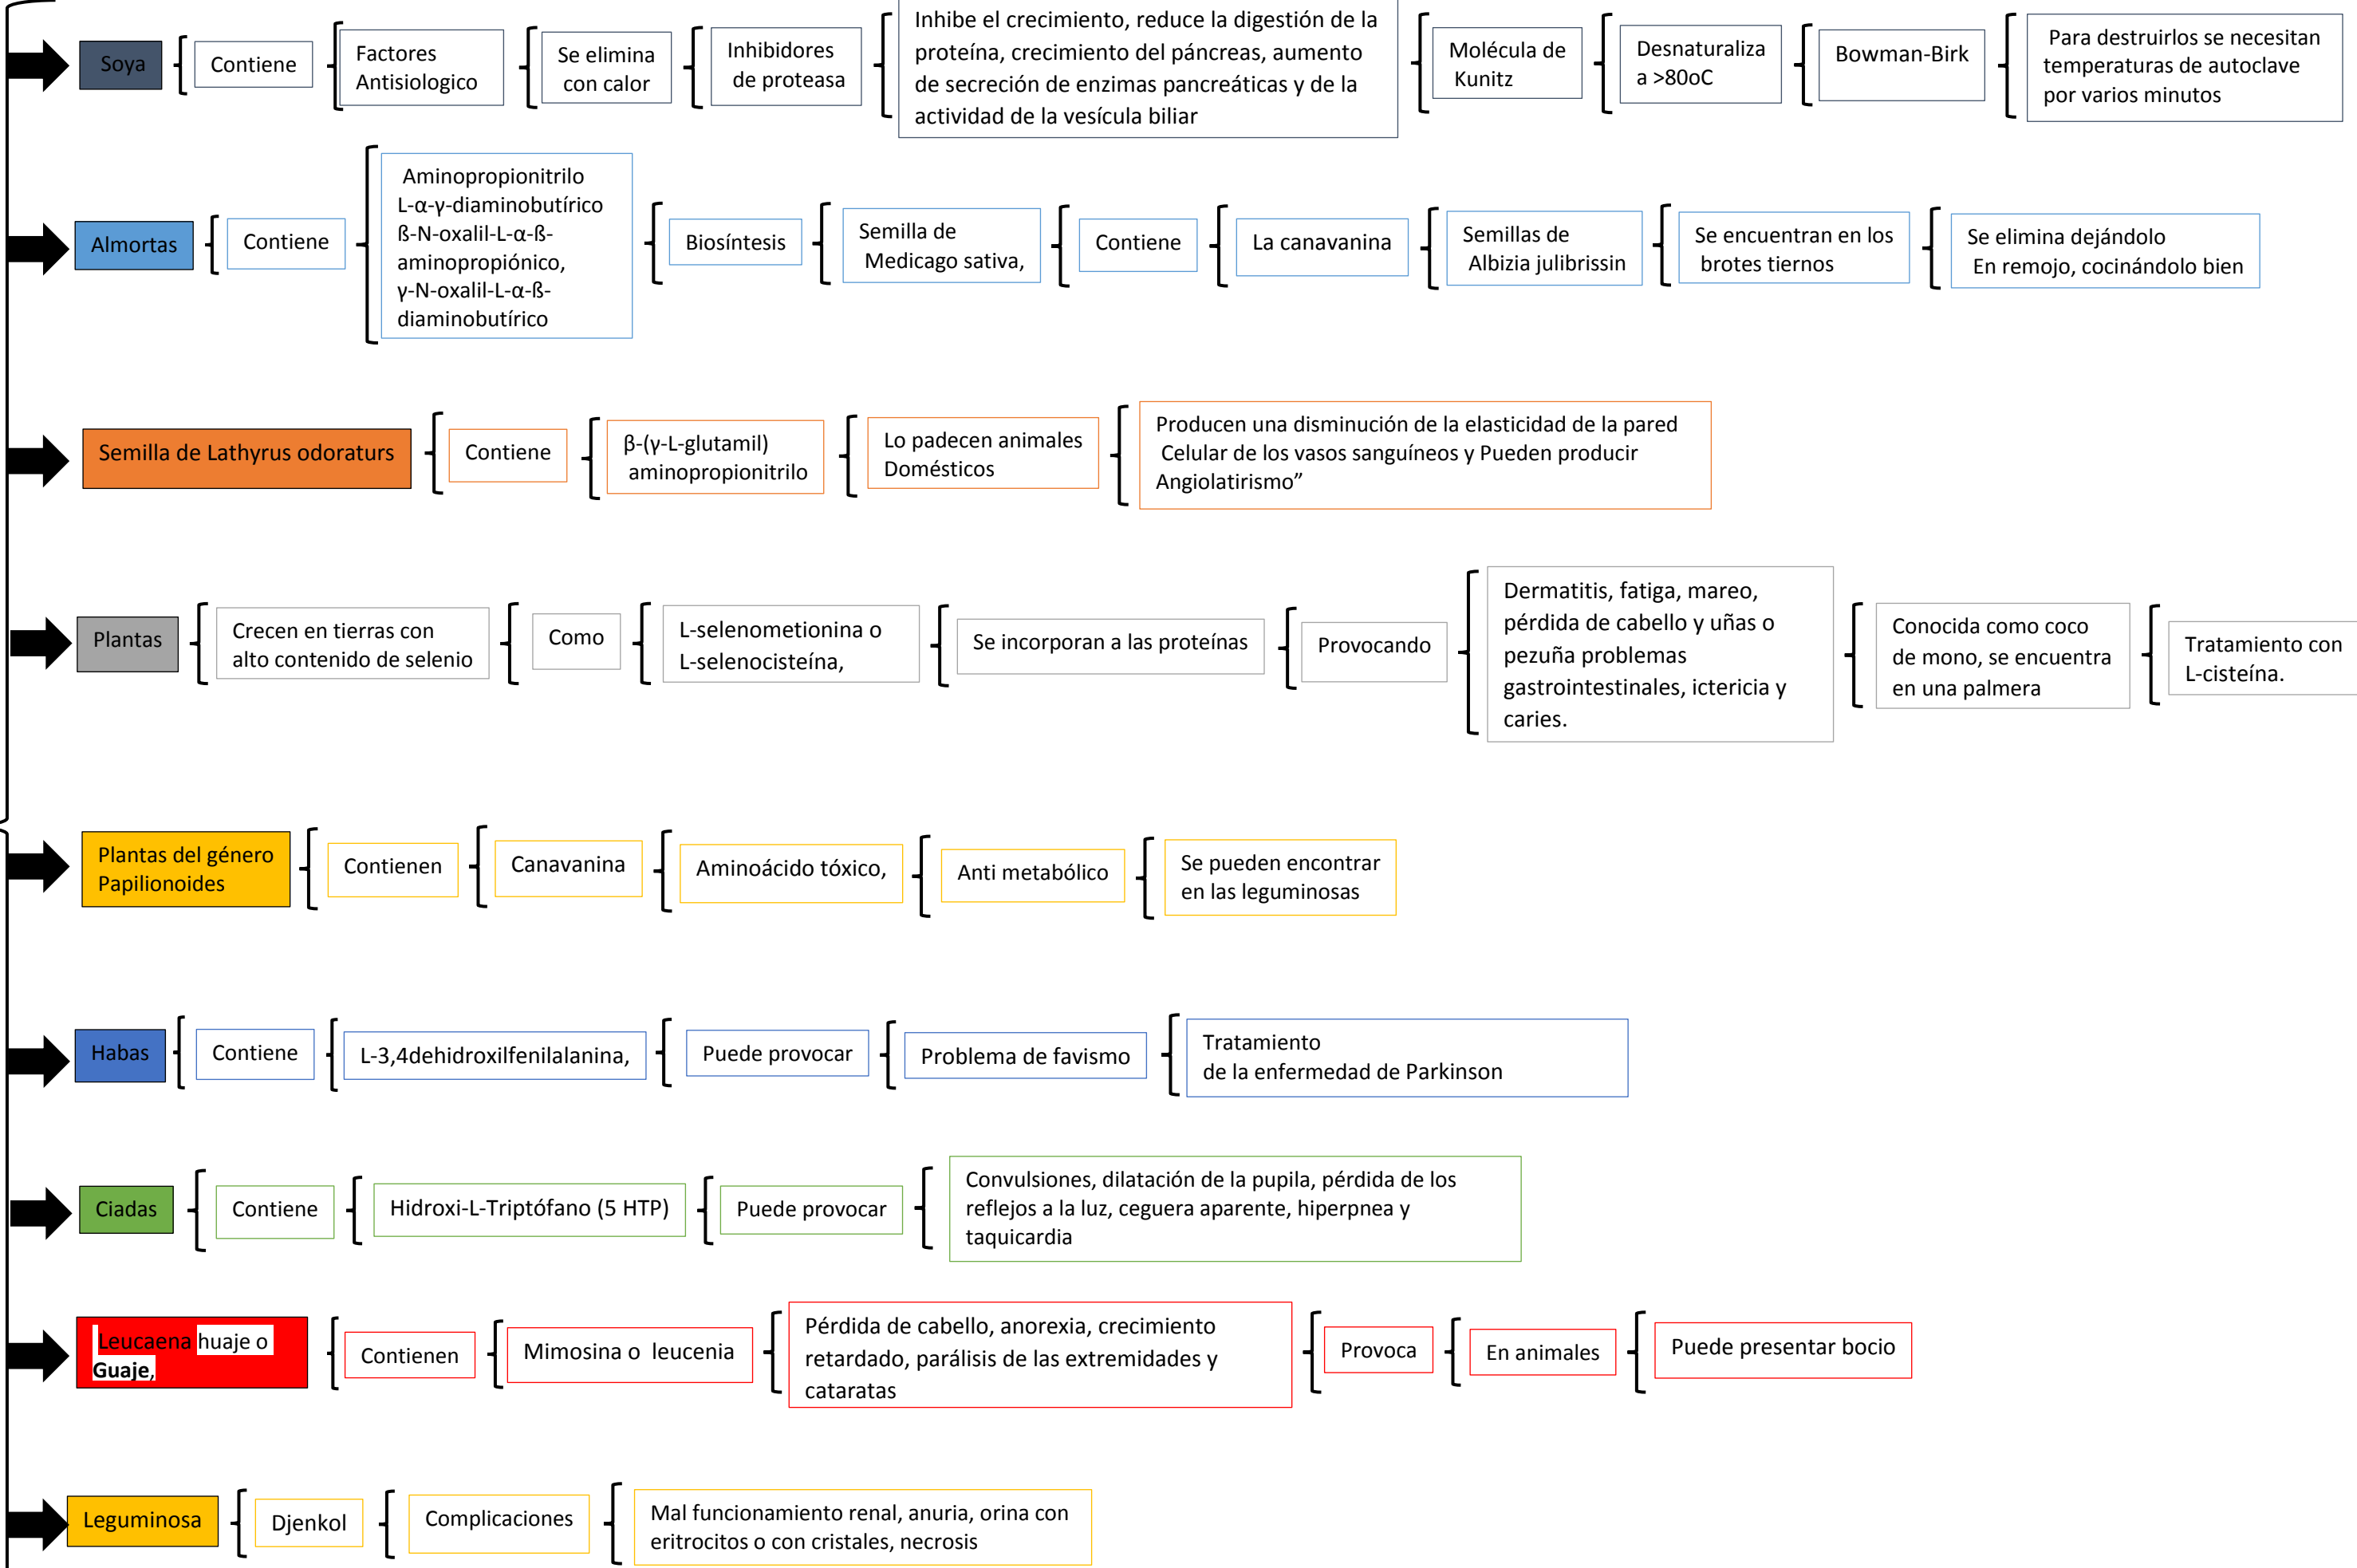 Soya
Contiene
Factores
Antisiologico
Se elimina
con calor
Inhibidores
de proteasa
Inhibe el crecimiento, reduce la digestión de la
proteína, crecimiento del páncreas, aumento
de secreción de enzimas pancreáticas y de la
actividad de la vesícula biliar
Molécula de
Kunitz
Desnaturaliza
a >80oC
Bowman-Birk
Para destruirlos se necesitan
temperaturas de autoclave
por varios minutos
Almortas
Contiene
Aminopropionitrilo
L-α-γ-diaminobutírico
ß-N-oxalil-L-α-ß-
aminopropiónico,
γ-N-oxalil-L-α-ß-
diaminobutírico
Biosíntesis
Semilla de
Medicago sativa,
Contiene
La canavanina
Semillas de
Albizia julibrissin
Se encuentran en los
brotes tiernos
Se elimina dejándolo
En remojo, cocinándolo bien
Semilla de Lathyrus odoraturs
Contiene
β-(γ-L-glutamil)
aminopropionitrilo
Lo padecen animales
Domésticos
Producen una disminución de la elasticidad de la pared
Celular de los vasos sanguíneos y Pueden producir
Angiolatirismo”
Plantas
Crecen en tierras con
alto contenido de selenio
Como
L-selenometionina o
L-selenocisteína,
Se incorporan a las proteínas
Provocando
Dermatitis, fatiga, mareo,
pérdida de cabello y uñas o
pezuña problemas
gastrointestinales, ictericia y
caries.
Conocida como coco
de mono, se encuentra
en una palmera
Tratamiento con
L-cisteína.
Plantas del género
Papilionoides
Contienen
Canavanina
Aminoácido tóxico,
Anti metabólico
Se pueden encontrar
en las leguminosas
Habas
Contiene
L-3,4dehidroxilfenilalanina,
Puede provocar
Problema de favismo
Tratamiento
de la enfermedad de Parkinson
Ciadas
Contiene
Hidroxi-L-Triptófano (5 HTP)
Puede provocar
Convulsiones, dilatación de la pupila, pérdida de los
reflejos a la luz, ceguera aparente, hiperpnea y
taquicardia
Leucaena huaje o
Guaje,
Contienen
Mimosina o leucenia
Pérdida de cabello, anorexia, crecimiento
retardado, parálisis de las extremidades y
cataratas
Provoca
En animales
Puede presentar bocio
Leguminosa
Djenkol
Complicaciones
Mal funcionamiento renal, anuria, orina con
eritrocitos o con cristales, necrosis